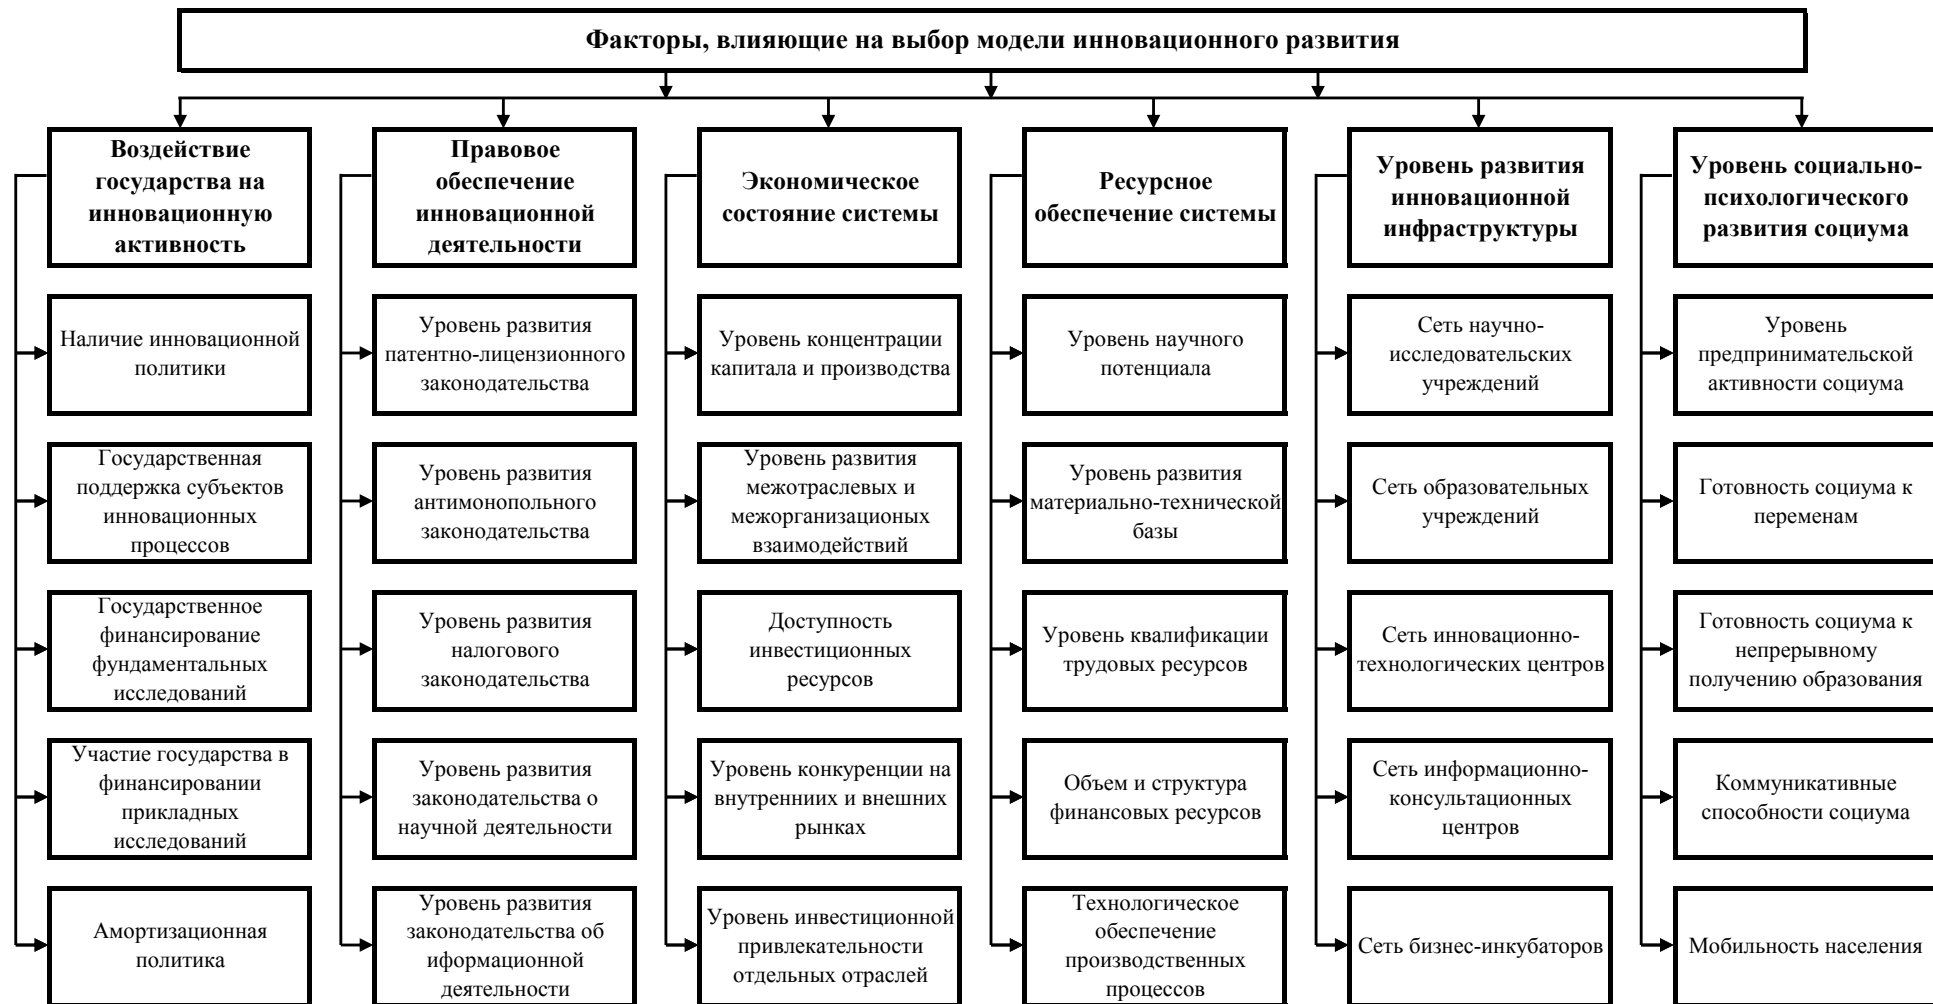 Факторы, влияющие на выбор модели инновационного развития
Воздействие
государства на
инновационную
активность
Наличие инновационной
политики
Государственная
поддержка субъектов
инновационных
процессов
Государственное
финансирование
фундаментальных
исследований
Участие государства в
финансировании
прикладных
исследований
Амортизационная
политика
Правовое
обеспечение
инновационной
деятельности
Уровень развития
патентно-лицензионного
законодательства
Уровень развития
антимонопольного
законодательства
Уровень развития
налогового
законодательства
Уровень развития
законодательства о
научной деятельности
Уровень развития
законодательства об
иформационной
деятельности
Экономическое
состояние системы
Уровень концентрации
капитала и производства
Уровень развития
межотраслевых и
межорганизационых
взаимодействий
Доступность
инвестиционных
ресурсов
Уровень конкуренции на
внутренниих и внешних
рынках
Уровень инвестиционной
привлекательности
отдельных отраслей
Ресурсное
обеспечение системы
Уровень научного
потенциала
Уровень развития
материально-технической
базы
Уровень квалификации
трудовых ресурсов
Объем и структура
финансовых ресурсов
Технологическое
обеспечение
производственных
процессов
Уровень развития
инновационной
инфраструктуры
Сеть научно-
исследовательских
учреждений
Сеть образовательных
учреждений
Сеть инновационно-
технологических центров
Сеть информационно-
консультационных
центров
Сеть бизнес-инкубаторов
Уровень социально-
психологического
развития социума
Уровень
предпринимательской
активности социума
Готовность социума к
переменам
Готовность социума к
непрерывному
получению образования
Коммуникативные
способности социума
Мобильность населения